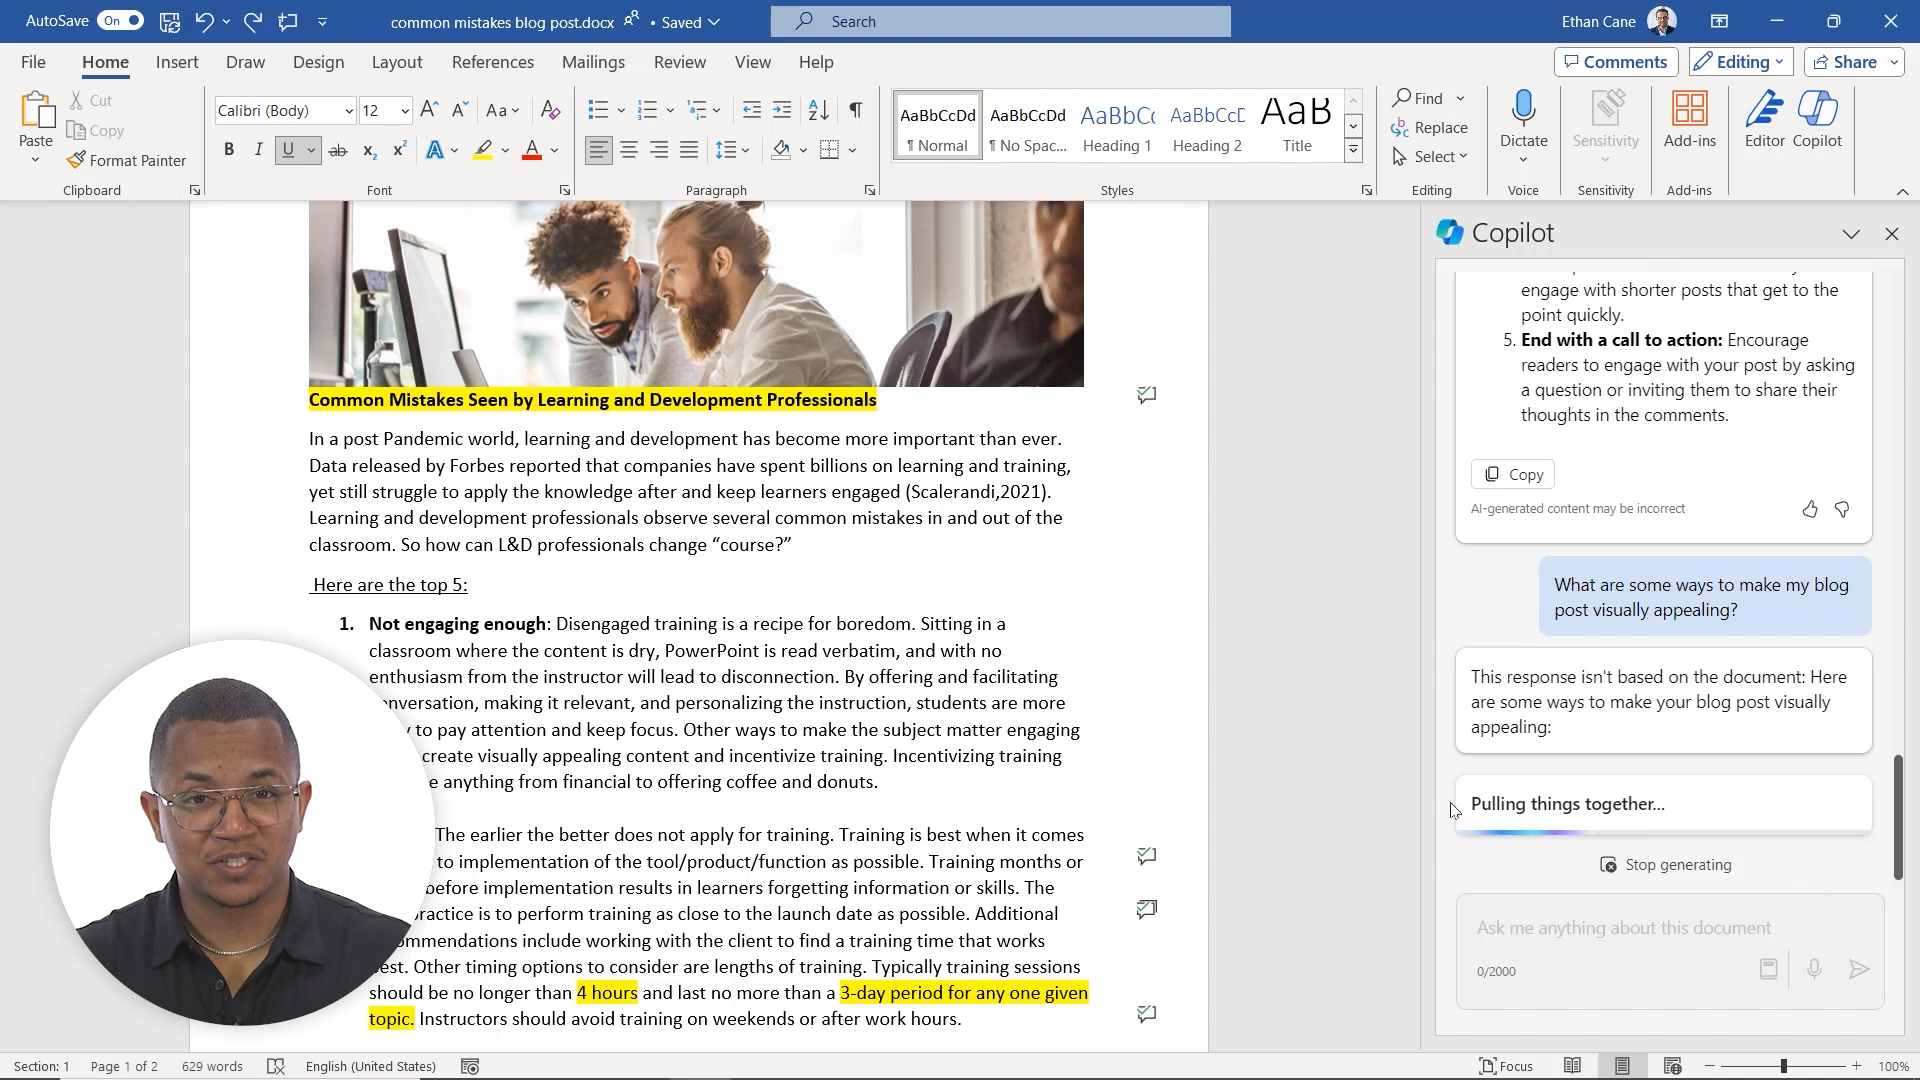 AutoSave On common mistakes blog post.docx • Saved Search Ethan Cane
File Home Insert Draw Design Layout References Mailings Review View Help Comments Editing Share
Paste
Cut
Copy
Format Painter
Clipboard
Calibri (Body) 12
Aa
B I U ab x₂ x² A A
Font
Paragraph
AaBbCcDd AaBbCcDd AaBbC AaBbCcD AaB
¶ Normal ¶ No Spac... Heading 1 Heading 2 Title
Styles
Find
Replace
Select
Editing
Dictate
Voice
Sensitivity
Sensitivity
Add-ins
Add-ins
Editor Copilot
Common Mistakes Seen by Learning and Development Professionals
In a post Pandemic world, learning and development has become more important than ever.
Data released by Forbes reported that companies have spent billions on learning and training,
yet still struggle to apply the knowledge after and keep learners engaged (Scalerandi,2021).
Learning and development professionals observe several common mistakes in and out of the
classroom. So how can L&D professionals change “course?”
Here are the top 5:
1. Not engaging enough: Disengaged training is a recipe for boredom. Sitting in a
classroom where the content is dry, PowerPoint is read verbatim, and with no
enthusiasm from the instructor will lead to disconnection. By offering and facilitating
nversation, making it relevant, and personalizing the instruction, students are more
y to pay attention and keep focus. Other ways to make the subject matter engaging
create visually appealing content and incentivize training. Incentivizing training
e anything from financial to offering coffee and donuts.
The earlier the better does not apply for training. Training is best when it comes
to implementation of the tool/product/function as possible. Training months or
before implementation results in learners forgetting information or skills. The
ractice is to perform training as close to the launch date as possible. Additional
ommendations include working with the client to find a training time that works
est. Other timing options to consider are lengths of training. Typically training sessions
should be no longer than 4 hours and last no more than a 3-day period for any one given
topic. Instructors should avoid training on weekends or after work hours.
Copilot
engage with shorter posts that get to the
point quickly.
5. End with a call to action: Encourage
readers to engage with your post by asking
a question or inviting them to share their
thoughts in the comments.
Copy
AI-generated content may be incorrect
What are some ways to make my blog
post visually appealing?
This response isn't based on the document: Here
are some ways to make your blog post visually
appealing:
Pulling things together...
Stop generating
Ask me anything about this document
0/2000
Section: 1 Page 1 of 2 629 words English (United States) Focus 100%